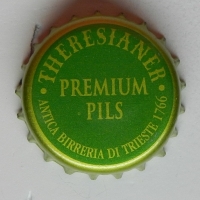 • THERESIANER •
PREMIUM
PILS
ANTICA BIRRERIA DI TRIESTE 1766